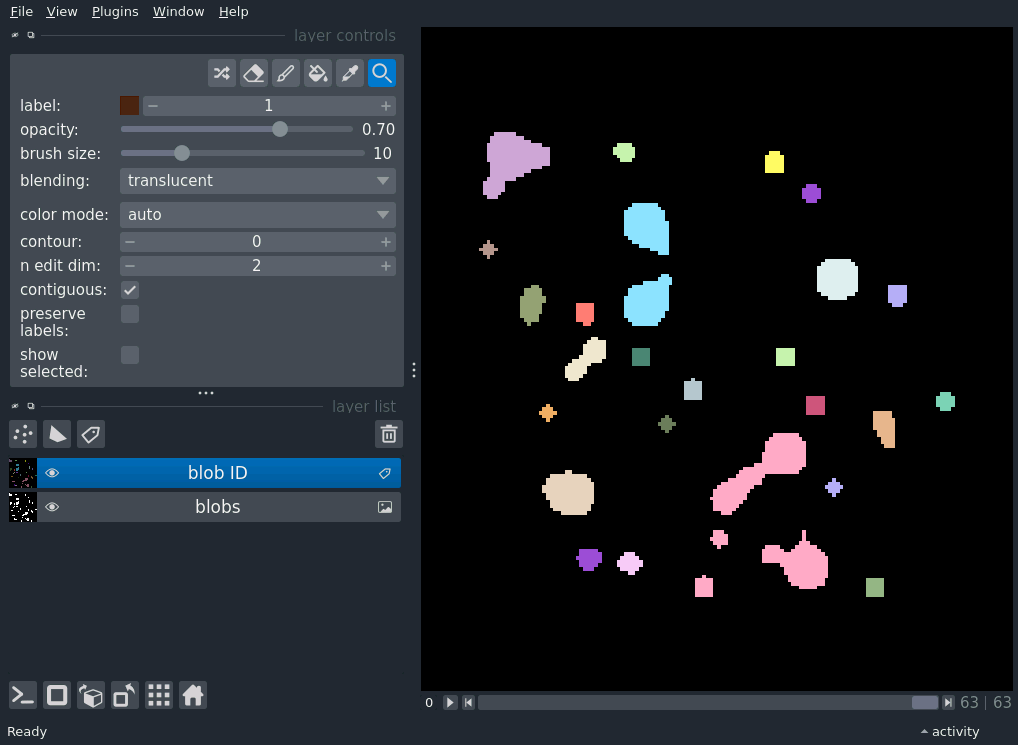 File View Plugins Window Help
layer controls
label: 1
opacity: 0.70
brush size: 10
blending: translucent
color mode: auto
contour: 0
n edit dim: 2
contiguous:
preserve
labels:
show
selected:
layer list
blob ID
blobs
0 63 | 63
Ready activity